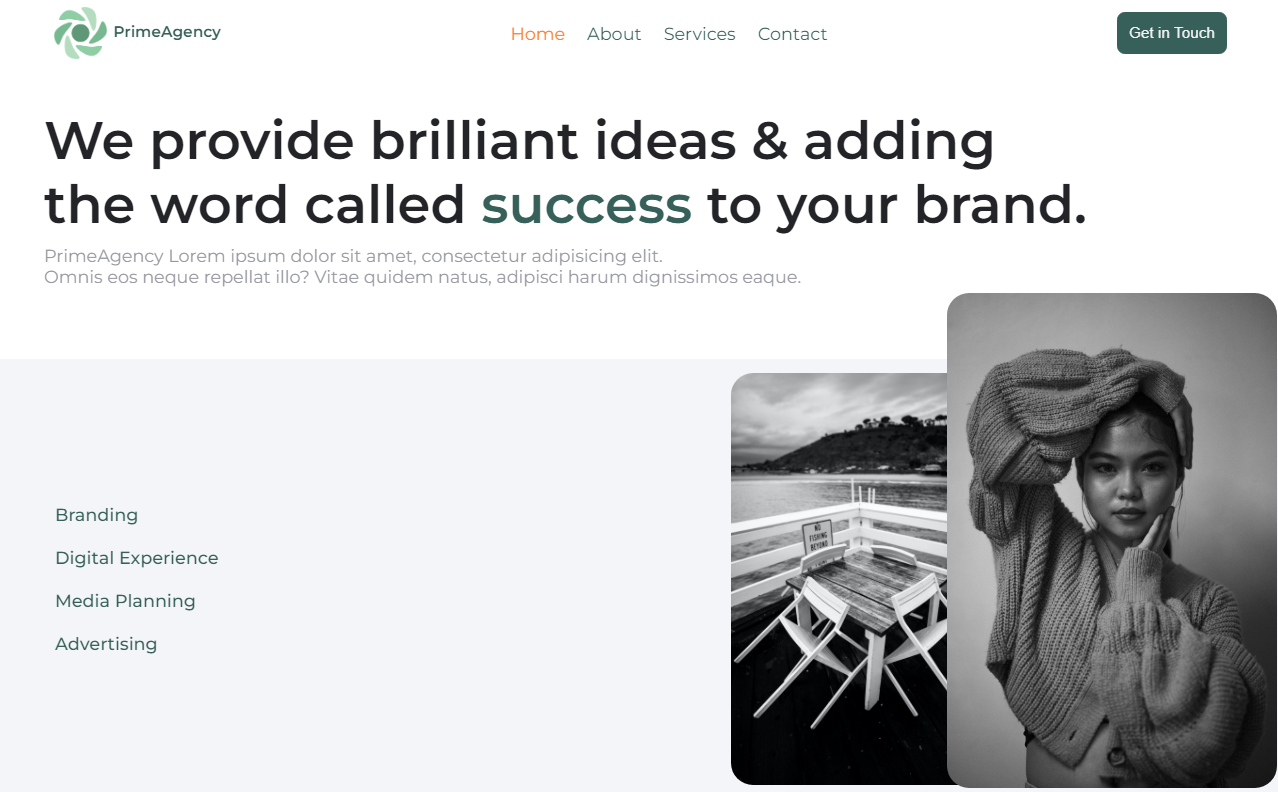 PrimeAgency
Home About Services Contact
Get in Touch
We provide brilliant ideas & adding
the word called success to your brand.
PrimeAgency Lorem ipsum dolor sit amet, consectetur adipisicing elit.
Omnis eos neque repellat illo? Vitae quidem natus, adipisci harum dignissimos eaque.
Branding
Digital Experience
Media Planning
Advertising
NO
FISHING
BEYOND